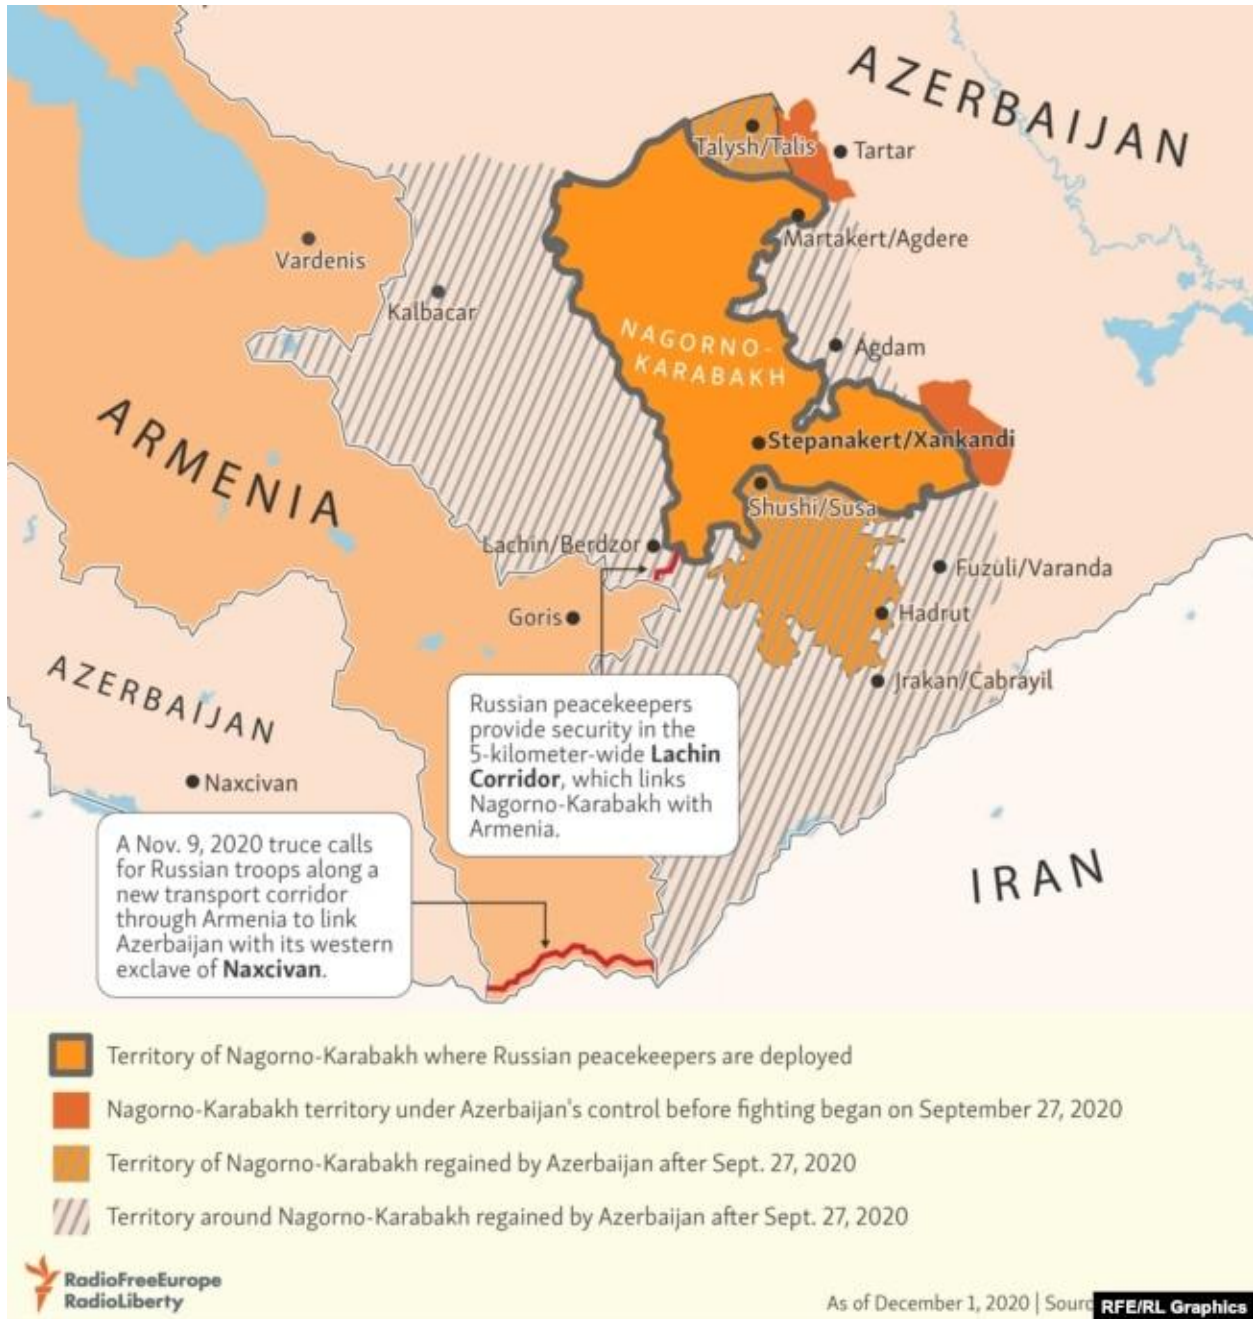 AZERBAIJAN
Talysh/Talis
Tartar
Martakert/Agdere
Vardenis
Kalbacar
NAGORNO-
KARABAKH
Agdam
ARMENIA
Stepanakert/Xankandi
Shushi/Susa
Lachin/Berdzor
Fuzuli/Varanda
Goris
Hadrut
Jrakan/Cabrayil
AZERBAIJAN
Naxcivan
Russian peacekeepers
provide security in the
5-kilometer-wide Lachin
Corridor, which links
Nagorno-Karabakh with
Armenia.
A Nov. 9, 2020 truce calls
for Russian troops along a
new transport corridor
through Armenia to link
Azerbaijan with its western
exclave of Naxcivan.
IRAN
Territory of Nagorno-Karabakh where Russian peacekeepers are deployed
Nagorno-Karabakh territory under Azerbaijan's control before fighting began on September 27, 2020
Territory of Nagorno-Karabakh regained by Azerbaijan after Sept. 27, 2020
Territory around Nagorno-Karabakh regained by Azerbaijan after Sept. 27, 2020
RadioFreeEurope
RadioLiberty
As of December 1, 2020 |
RFE/RL Graphics